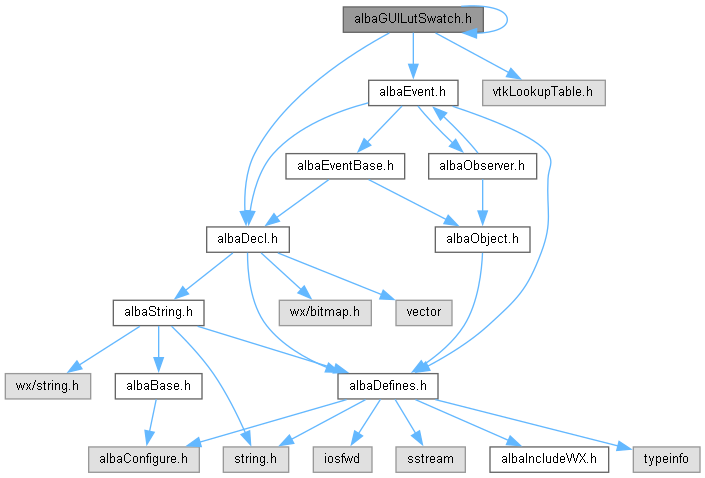 albaGUILutSwatch.h
albaEvent.h
vtkLookupTable.h
albaEventBase.h
albaObserver.h
albaDecl.h
albaObject.h
albaString.h
wx/bitmap.h
vector
wx/string.h
albaBase.h
albaDefines.h
albaConfigure.h
string.h
iosfwd
sstream
albaIncludeWX.h
typeinfo